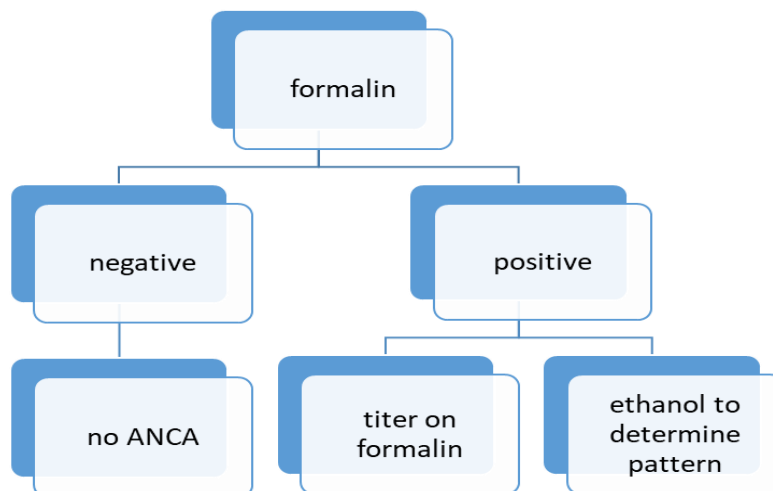 formalin
negative
positive
no ANCA
titer on
formalin
ethanol to
determine
pattern